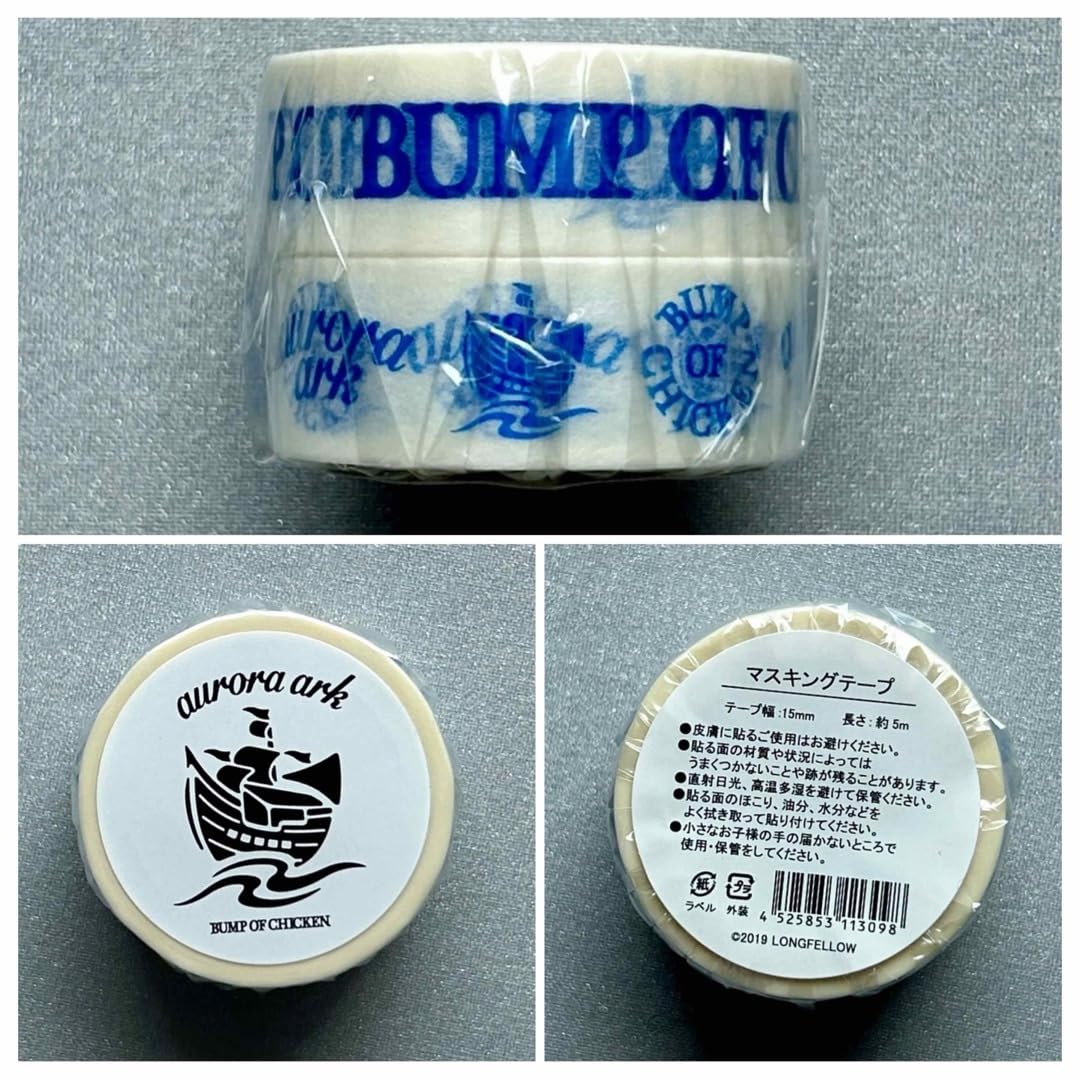 BUMP OF C
aurora
ark
BUMP
OF
CHICKEN
aurora ark
BUMP OF CHICKEN
マスキングテープ
テープ幅:15mm 長さ:約5m
●皮膚に貼るご使用はお避けください。
●貼る面の材質や状況によっては
うまくつかないことや跡が残ることがあります。
●直射日光、高温多湿を避けて保管ください。
●貼る面のほこり、油分、水分などを
よく拭き取って貼り付けてください。
●小さなお子様の手の届かないところで
使用・保管をしてください。
紙 プラ
ラベル 外装
4 525853 113098
©2019 LONGFELLOW